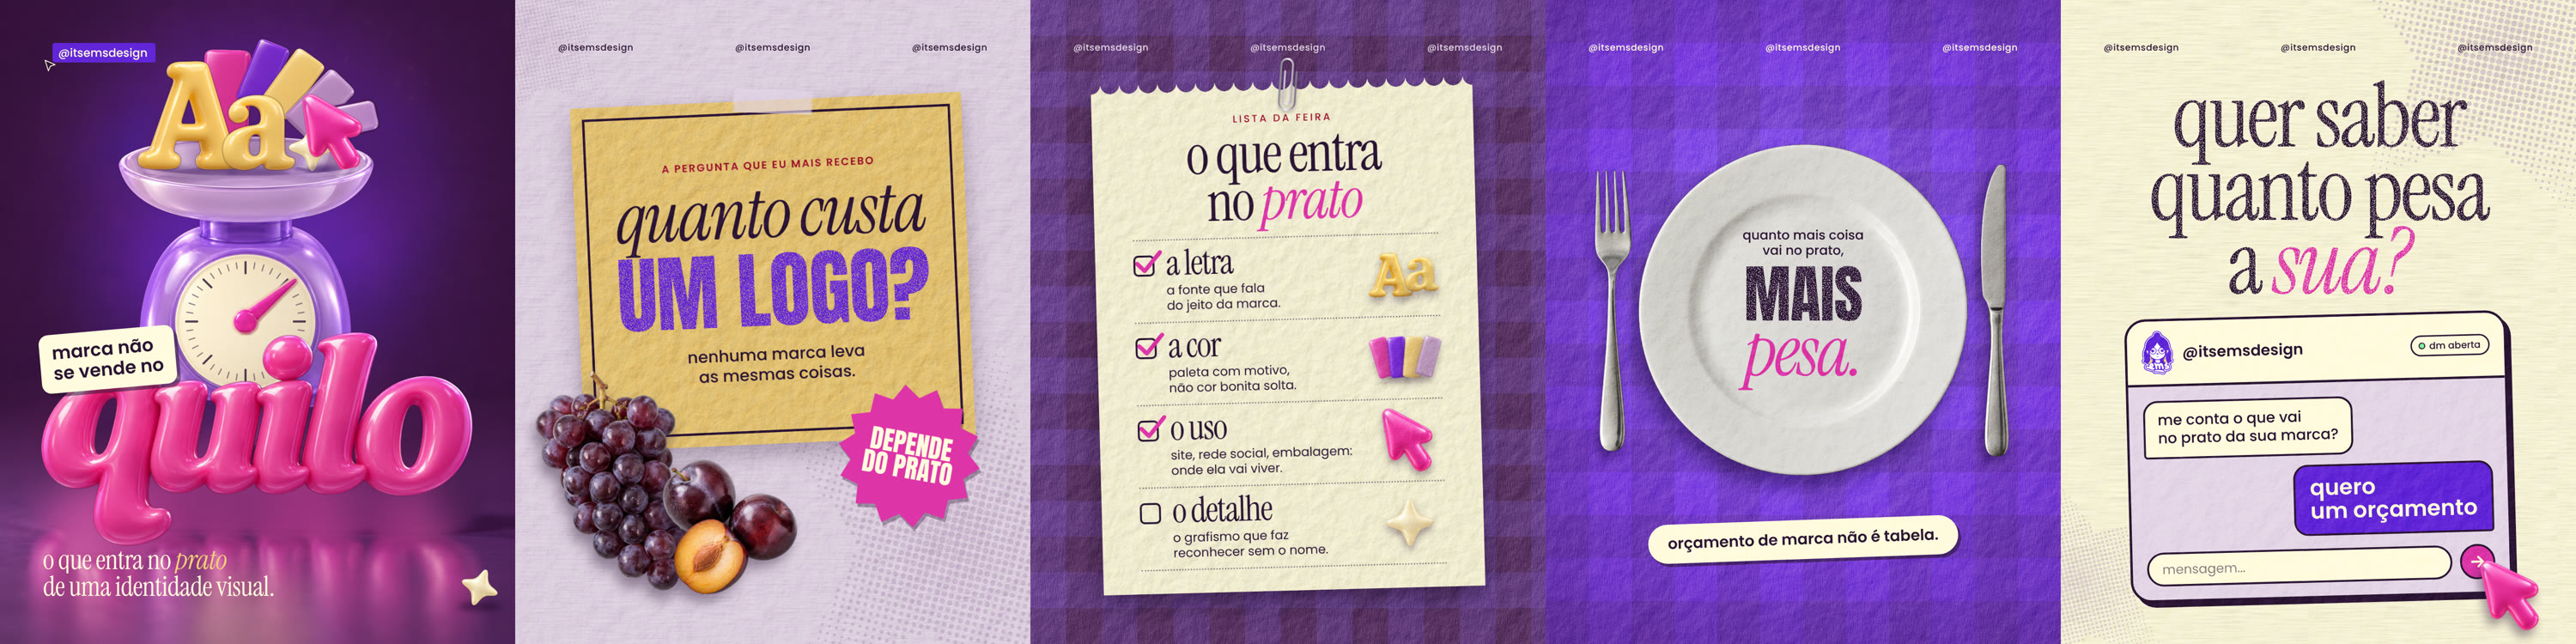 @itsemsdesign
Aa
marca não
se vende no
quilo
o que entra no prato
de uma identidade visual.
@itsemsdesign
@itsemsdesign
@itsemsdesign
A PERGUNTA QUE EU MAIS RECEBO
quanto custa
UM LOGO?
nenhuma marca leva
as mesmas coisas.
DEPENDE
DO PRATO
@itsemsdesign
@itsemsdesign
@itsemsdesign
LISTA DA FEIRA
o que entra
no prato
a letra
a fonte que fala
do jeito da marca.
Aa
a cor
paleta com motivo,
não cor bonita solta.
o uso
site, rede social, embalagem:
onde ela vai viver.
o detalhe
o grafismo que faz
reconhecer sem o nome.
@itsemsdesign
@itsemsdesign
@itsemsdesign
quanto mais coisa
vai no prato,
MAIS
pesa.
orçamento de marca não é tabela.
@itsemsdesign
@itsemsdesign
@itsemsdesign
quer saber
quanto pesa
a sua?
@itsemsdesign
dm aberta
me conta o que vai
no prato da sua marca?
quero
um orçamento
mensagem...